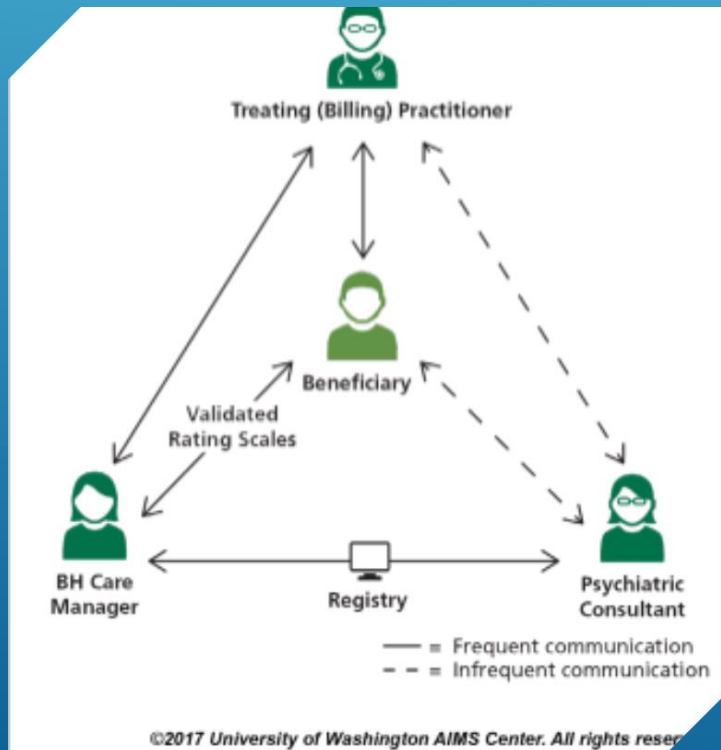 Treating (Billing) Practitioner
Beneficiary
Validated
Rating Scales
BH Care
Manager
Registry
Psychiatric
Consultant
= Frequent communication
= Infrequent communication
©2017 University of Washington AIMS Center. All rights